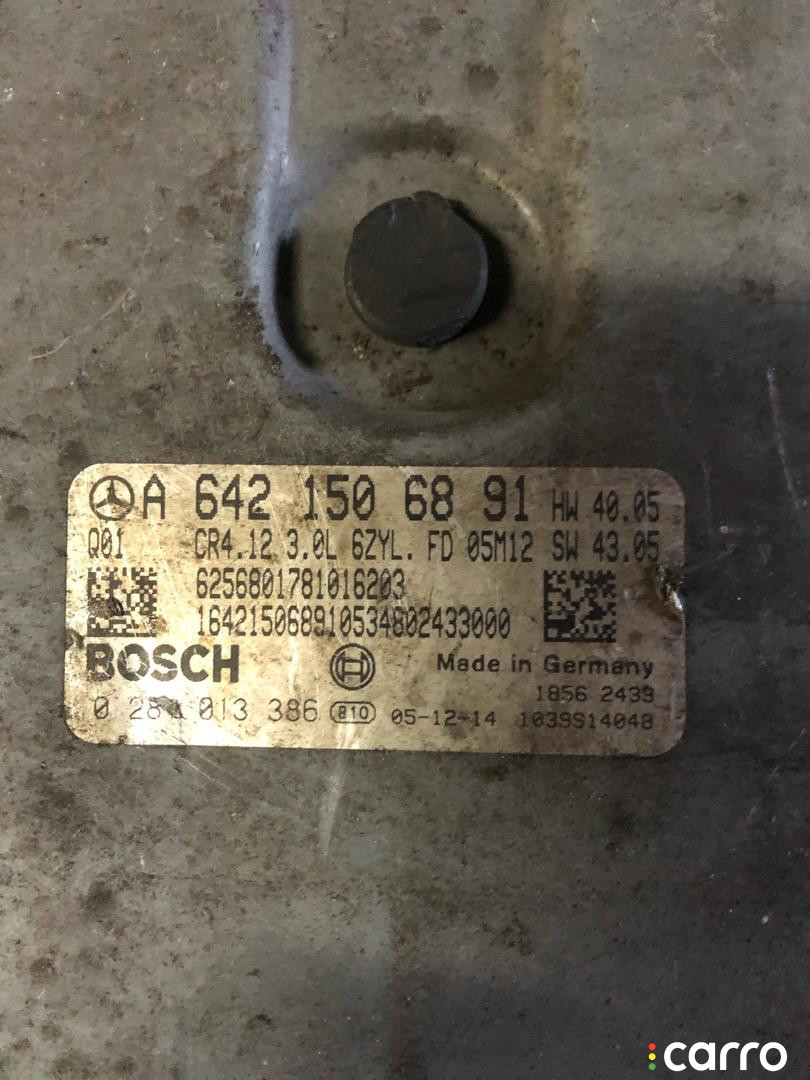 A 642 150 68 91 HW 40.05
Q01 CR4.12 3.0L 6ZYL. FD 05M12 SW 43.05
6256801781016203
164215068910534802433000
BOSCH Made in Germany
1856 2439
0 281 013 386 810 05-12-14 1039S14048
carro